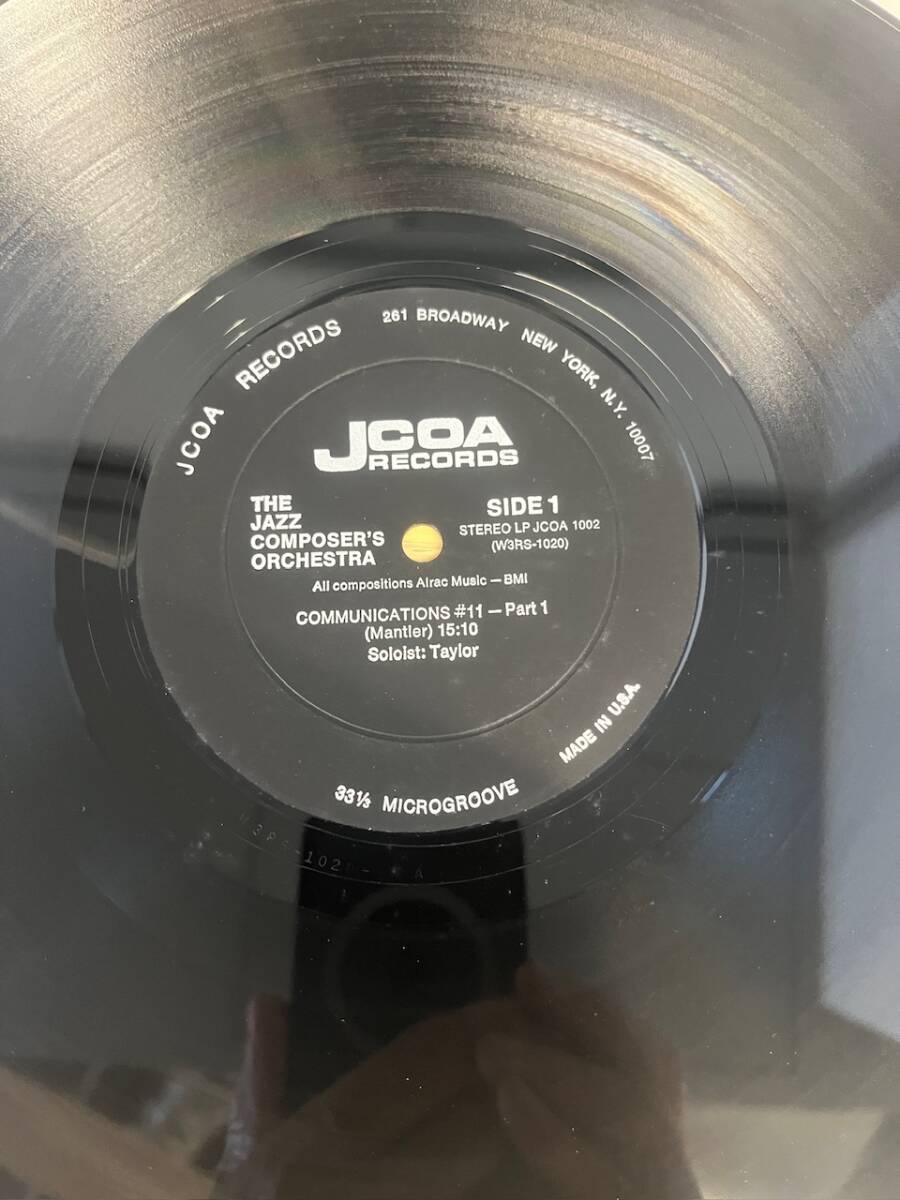 JCOA RECORDS
261 BROADWAY NEW YORK, N.Y. 10007
JCOA
RECORDS
THE
JAZZ
COMPOSER'S
ORCHESTRA
SIDE 1
STEREO LP JCOA 1002
(W3RS-1020)
All compositions Alrac Music — BMI
COMMUNICATIONS #11 — Part 1
(Mantler) 15:10
Soloist: Taylor
MADE IN U.S.A.
33⅓ MICROGROOVE